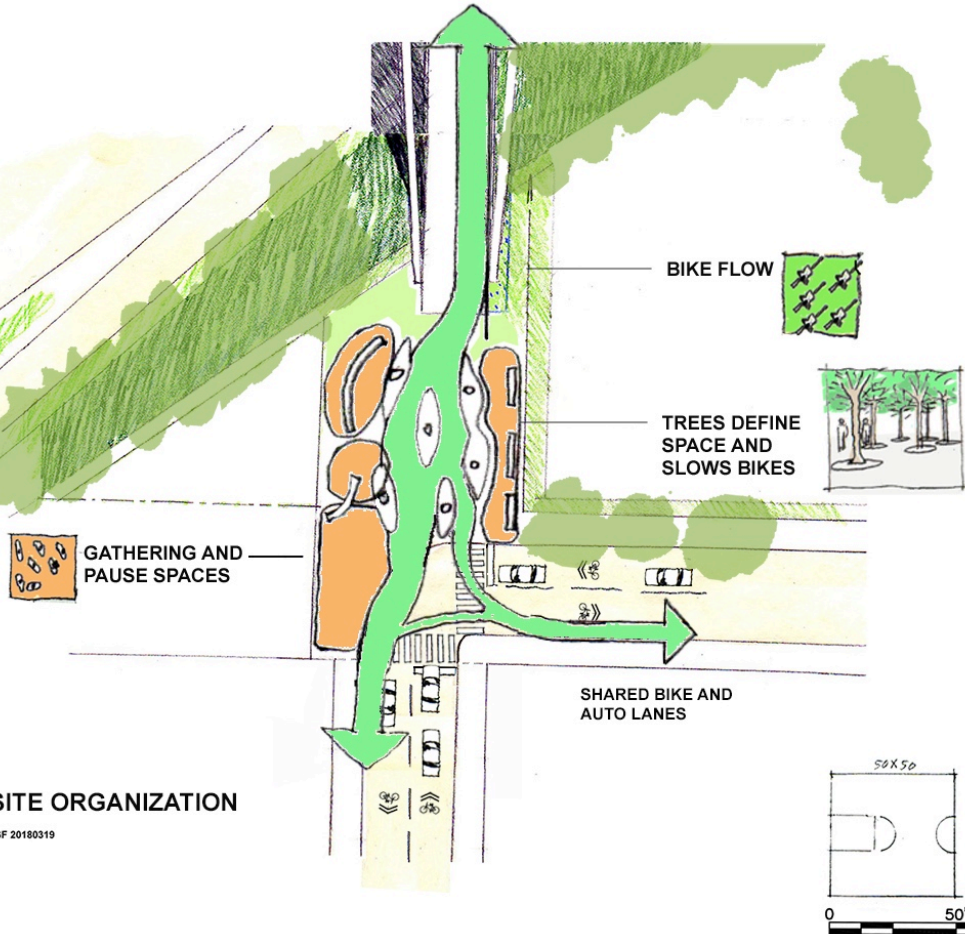 BIKE FLOW
TREES DEFINE
SPACE AND
SLOWS BIKES
GATHERING AND
PAUSE SPACES
SHARED BIKE AND
AUTO LANES
SITE ORGANIZATION
F 20180319
50X50
0 50'